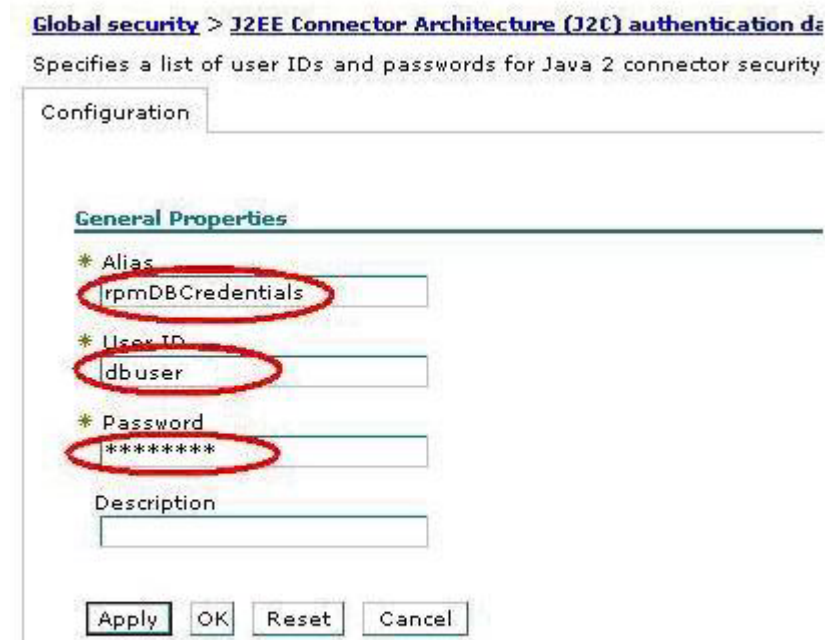 Global security > J2EE Connector Architecture (J2C) authentication da
Specifies a list of user IDs and passwords for Java 2 connector security
Configuration
General Properties
* Alias
rpmDBCredentials
* User ID
dbuser
* Password
********
Description
Apply OK Reset Cancel